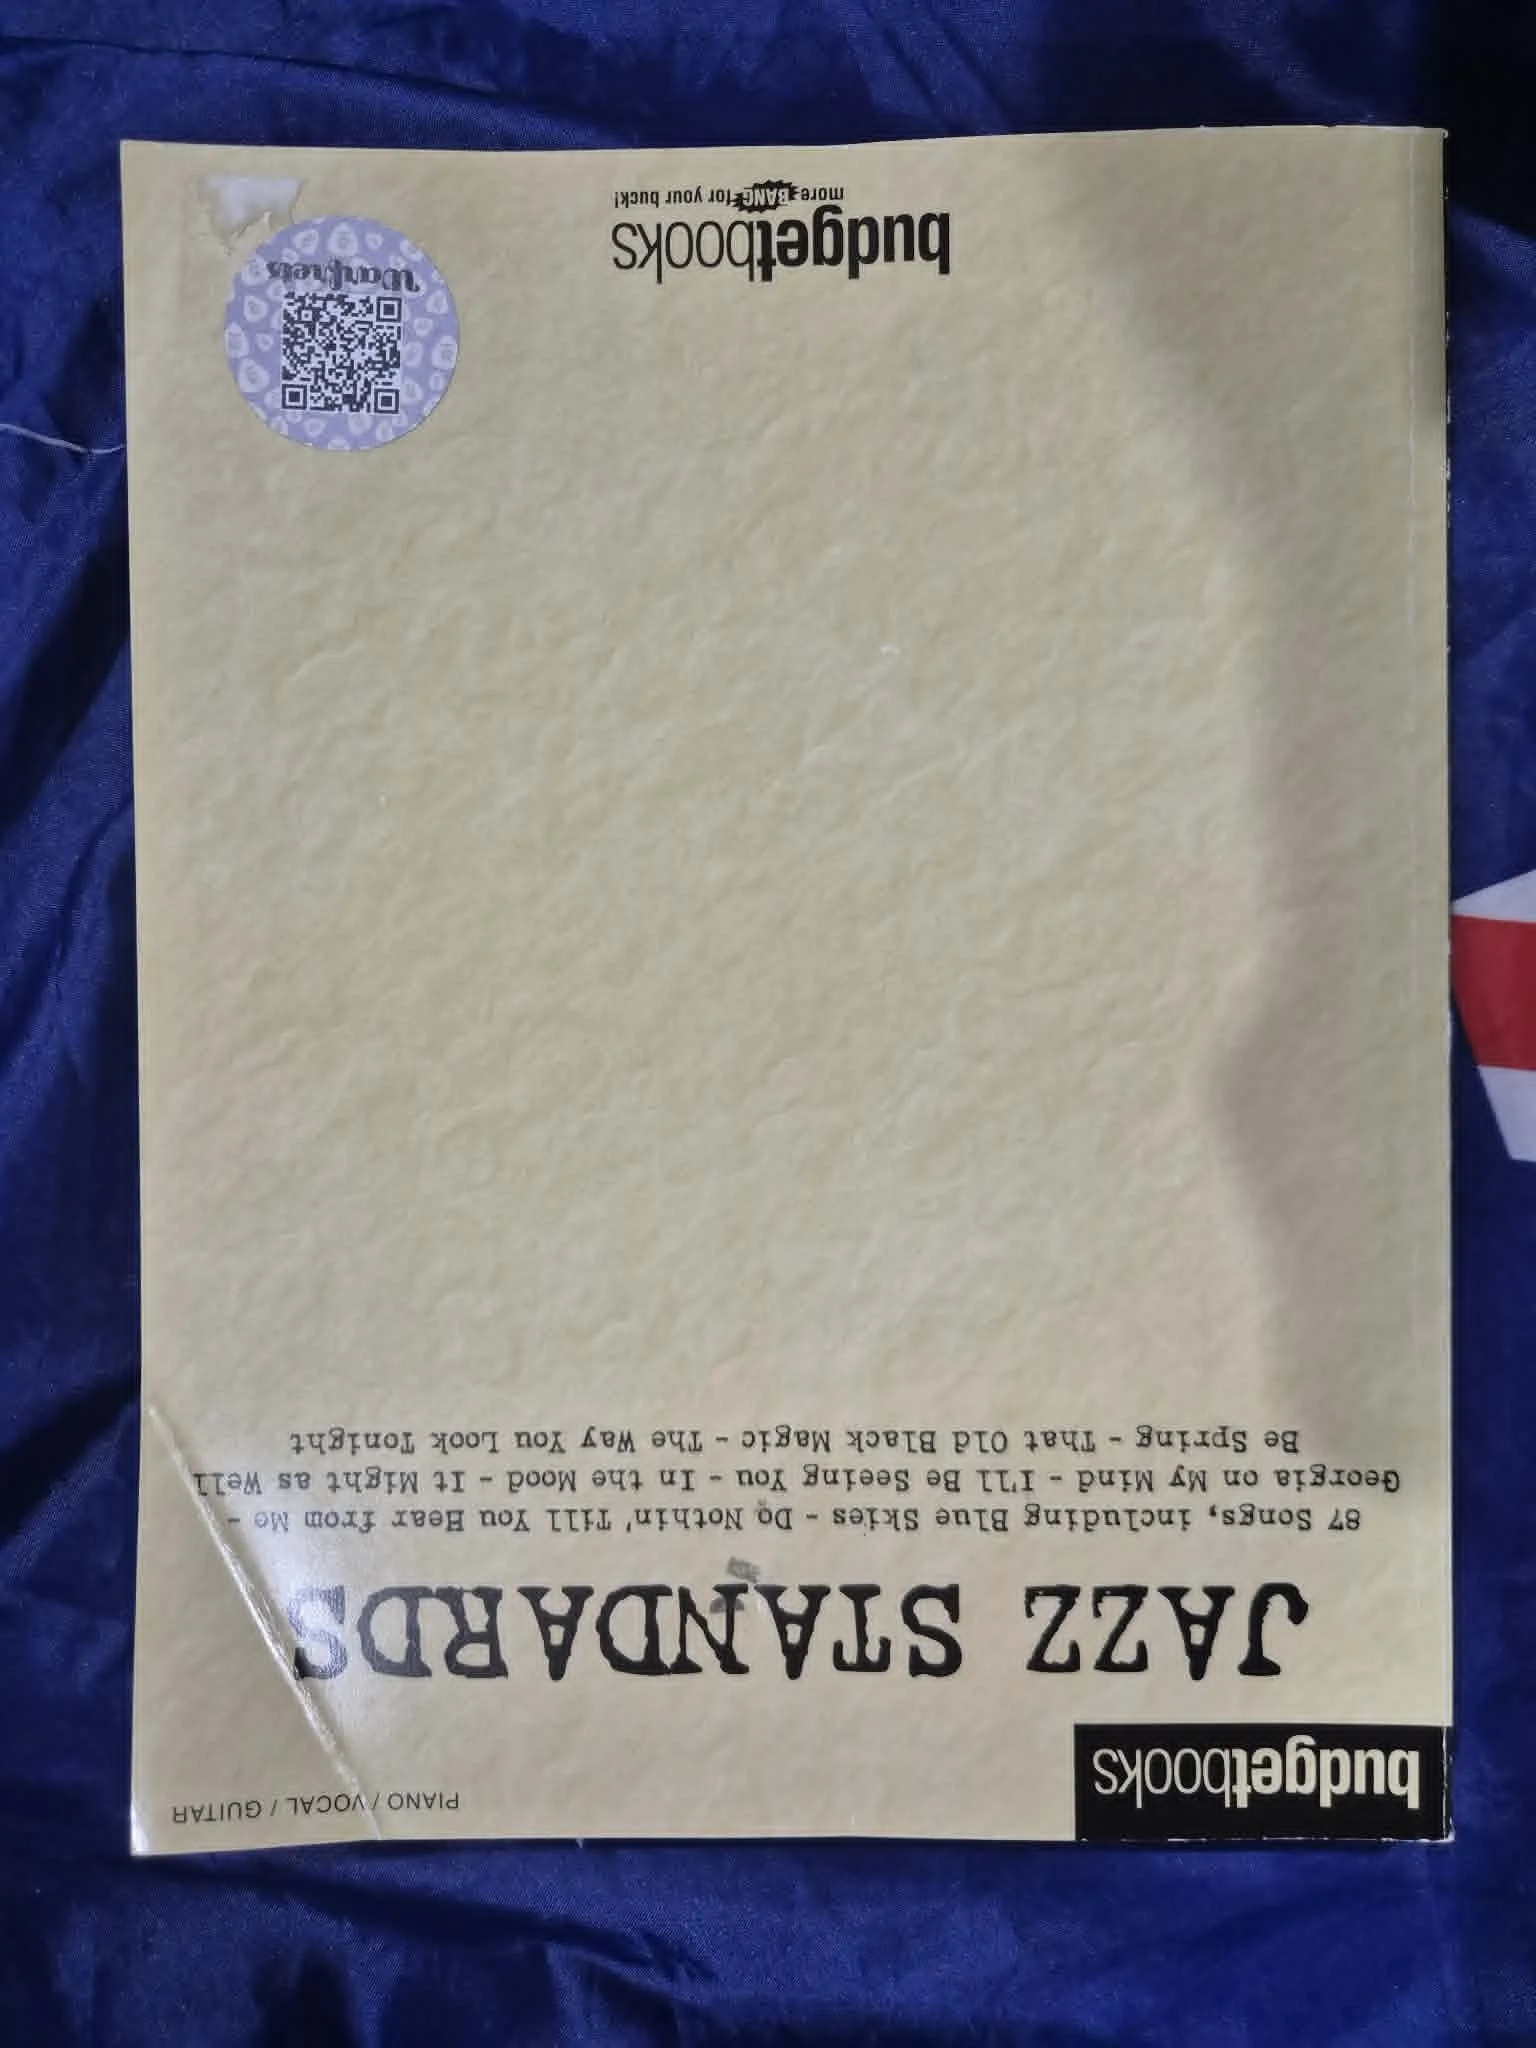 budgetbooks
PIANO / VOCAL / GUITAR
JAZZ STANDARDS
87 Songs, including Blue Skies - Do Nothin' Till You Hear from Me -
Georgia on My Mind - I'll Be Seeing You - In the Mood - It Might as Well
Be Spring - That Old Black Magic - The Way You Look Tonight
budgetbooks
more BANG for your buck!